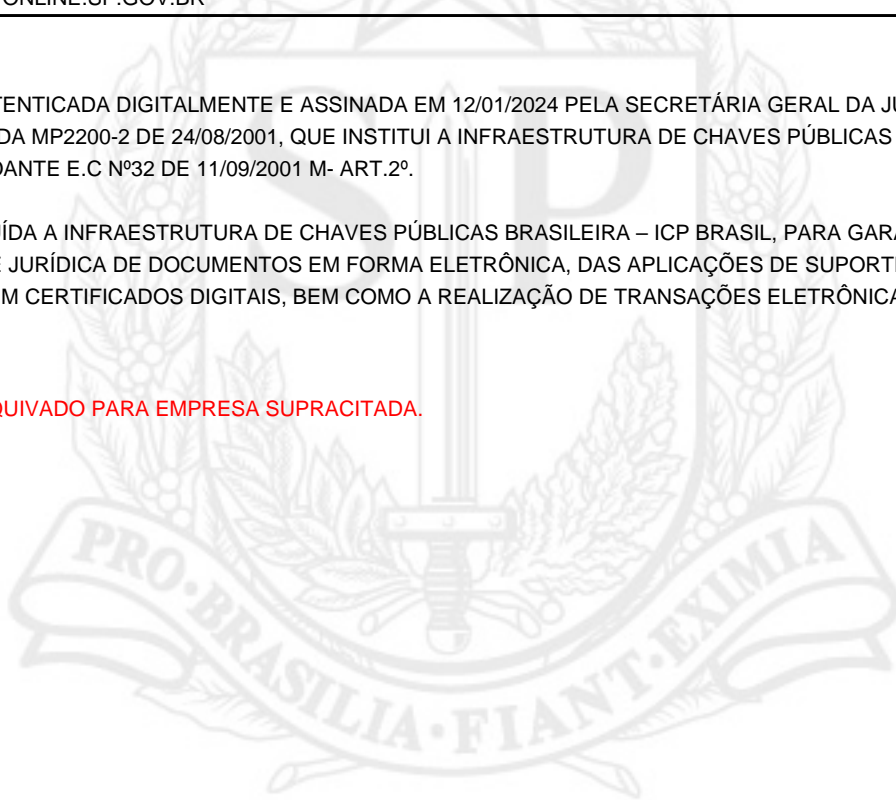 ONLINE.SP.GOV.BR
TENTICADA DIGITALMENTE E ASSINADA EM 12/01/2024 PELA SECRETÁRIA GERAL DA JU
DA MP2200-2 DE 24/08/2001, QUE INSTITUI A INFRAESTRUTURA DE CHAVES PÚBLICAS
DANTE E.C Nº32 DE 11/09/2001 M- ART.2º.
ÍDA A INFRAESTRUTURA DE CHAVES PÚBLICAS BRASILEIRA – ICP BRASIL, PARA GARA
E JURÍDICA DE DOCUMENTOS EM FORMA ELETRÔNICA, DAS APLICAÇÕES DE SUPORTE
M CERTIFICADOS DIGITAIS, BEM COMO A REALIZAÇÃO DE TRANSAÇÕES ELETRÔNICA
QUIVADO PARA EMPRESA SUPRACITADA.
SP
PRO·BRASILIA·FIANT·EXIMIA